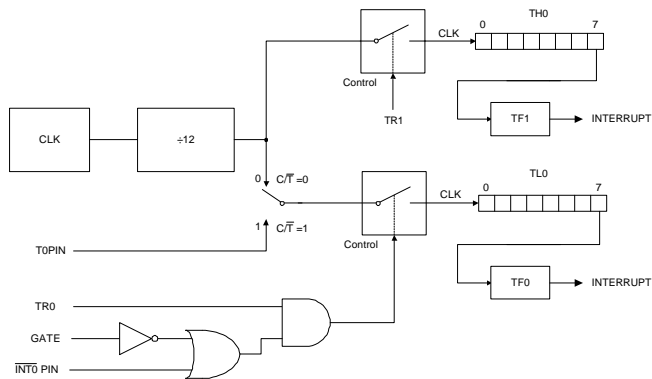 TH0
0 7
CLK
Control
TR1
TF1 INTERRUPT
CLK
÷12
0 C/T̅ =0
1 C/T̅ =1
T0PIN
TL0
0 7
CLK
Control
TF0 INTERRUPT
TR0
GATE
I̅N̅T̅0̅ PIN